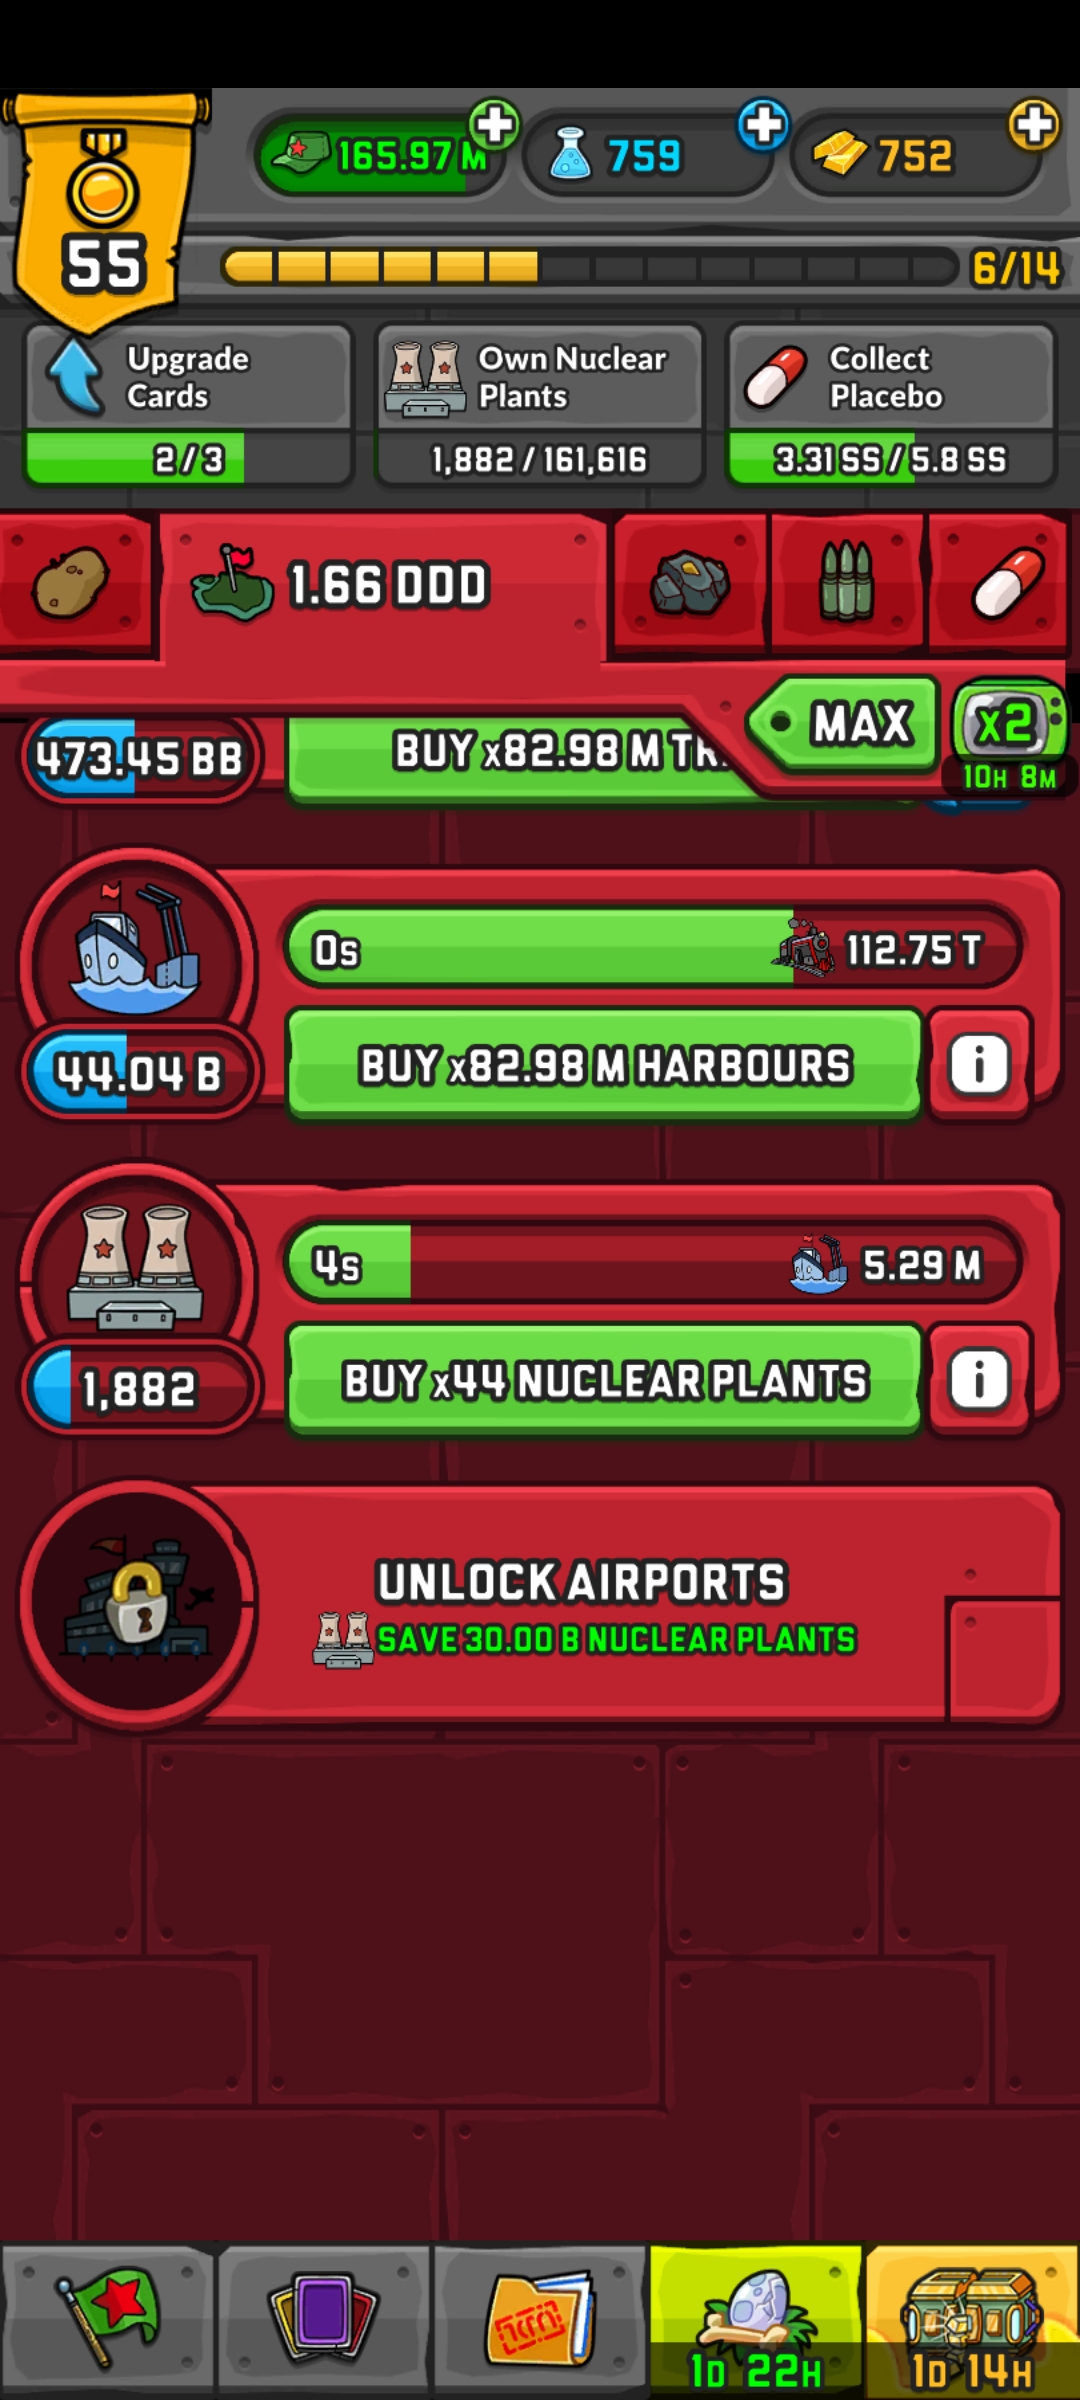 165.97 M
759
752
55
6/14
Upgrade
Cards
2/3
Own Nuclear
Plants
1,882/161,616
Collect
Placebo
3.31 SS/5.8 SS
1.66 DDD
MAX
x2
10H 8M
473.45 BB
BUY x82.98 M TR
0s
112.75 T
44.04 B
BUY x82.98 M HARBOURS
i
4s
5.29 M
1,882
BUY x44 NUCLEAR PLANTS
i
UNLOCK AIRPORTS
SAVE 30.00 B NUCLEAR PLANTS
1D 22H
1D 14H